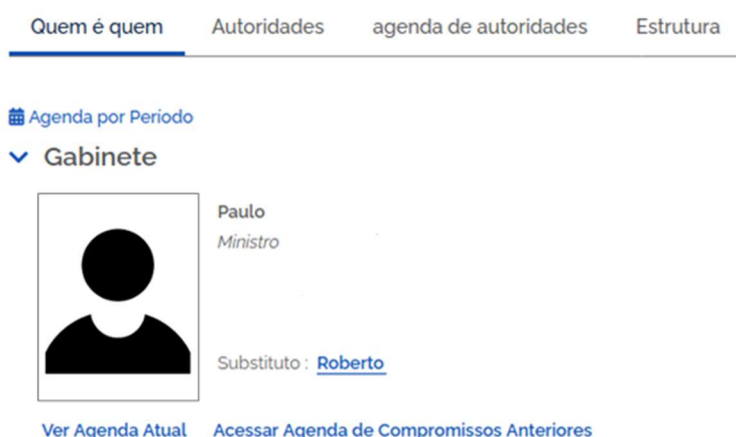 Quem é quem Autoridades agenda de autoridades Estrutura
Agenda por Período
Gabinete
Paulo
Ministro
Substituto : Roberto
Ver Agenda Atual Acessar Agenda de Compromissos Anteriores